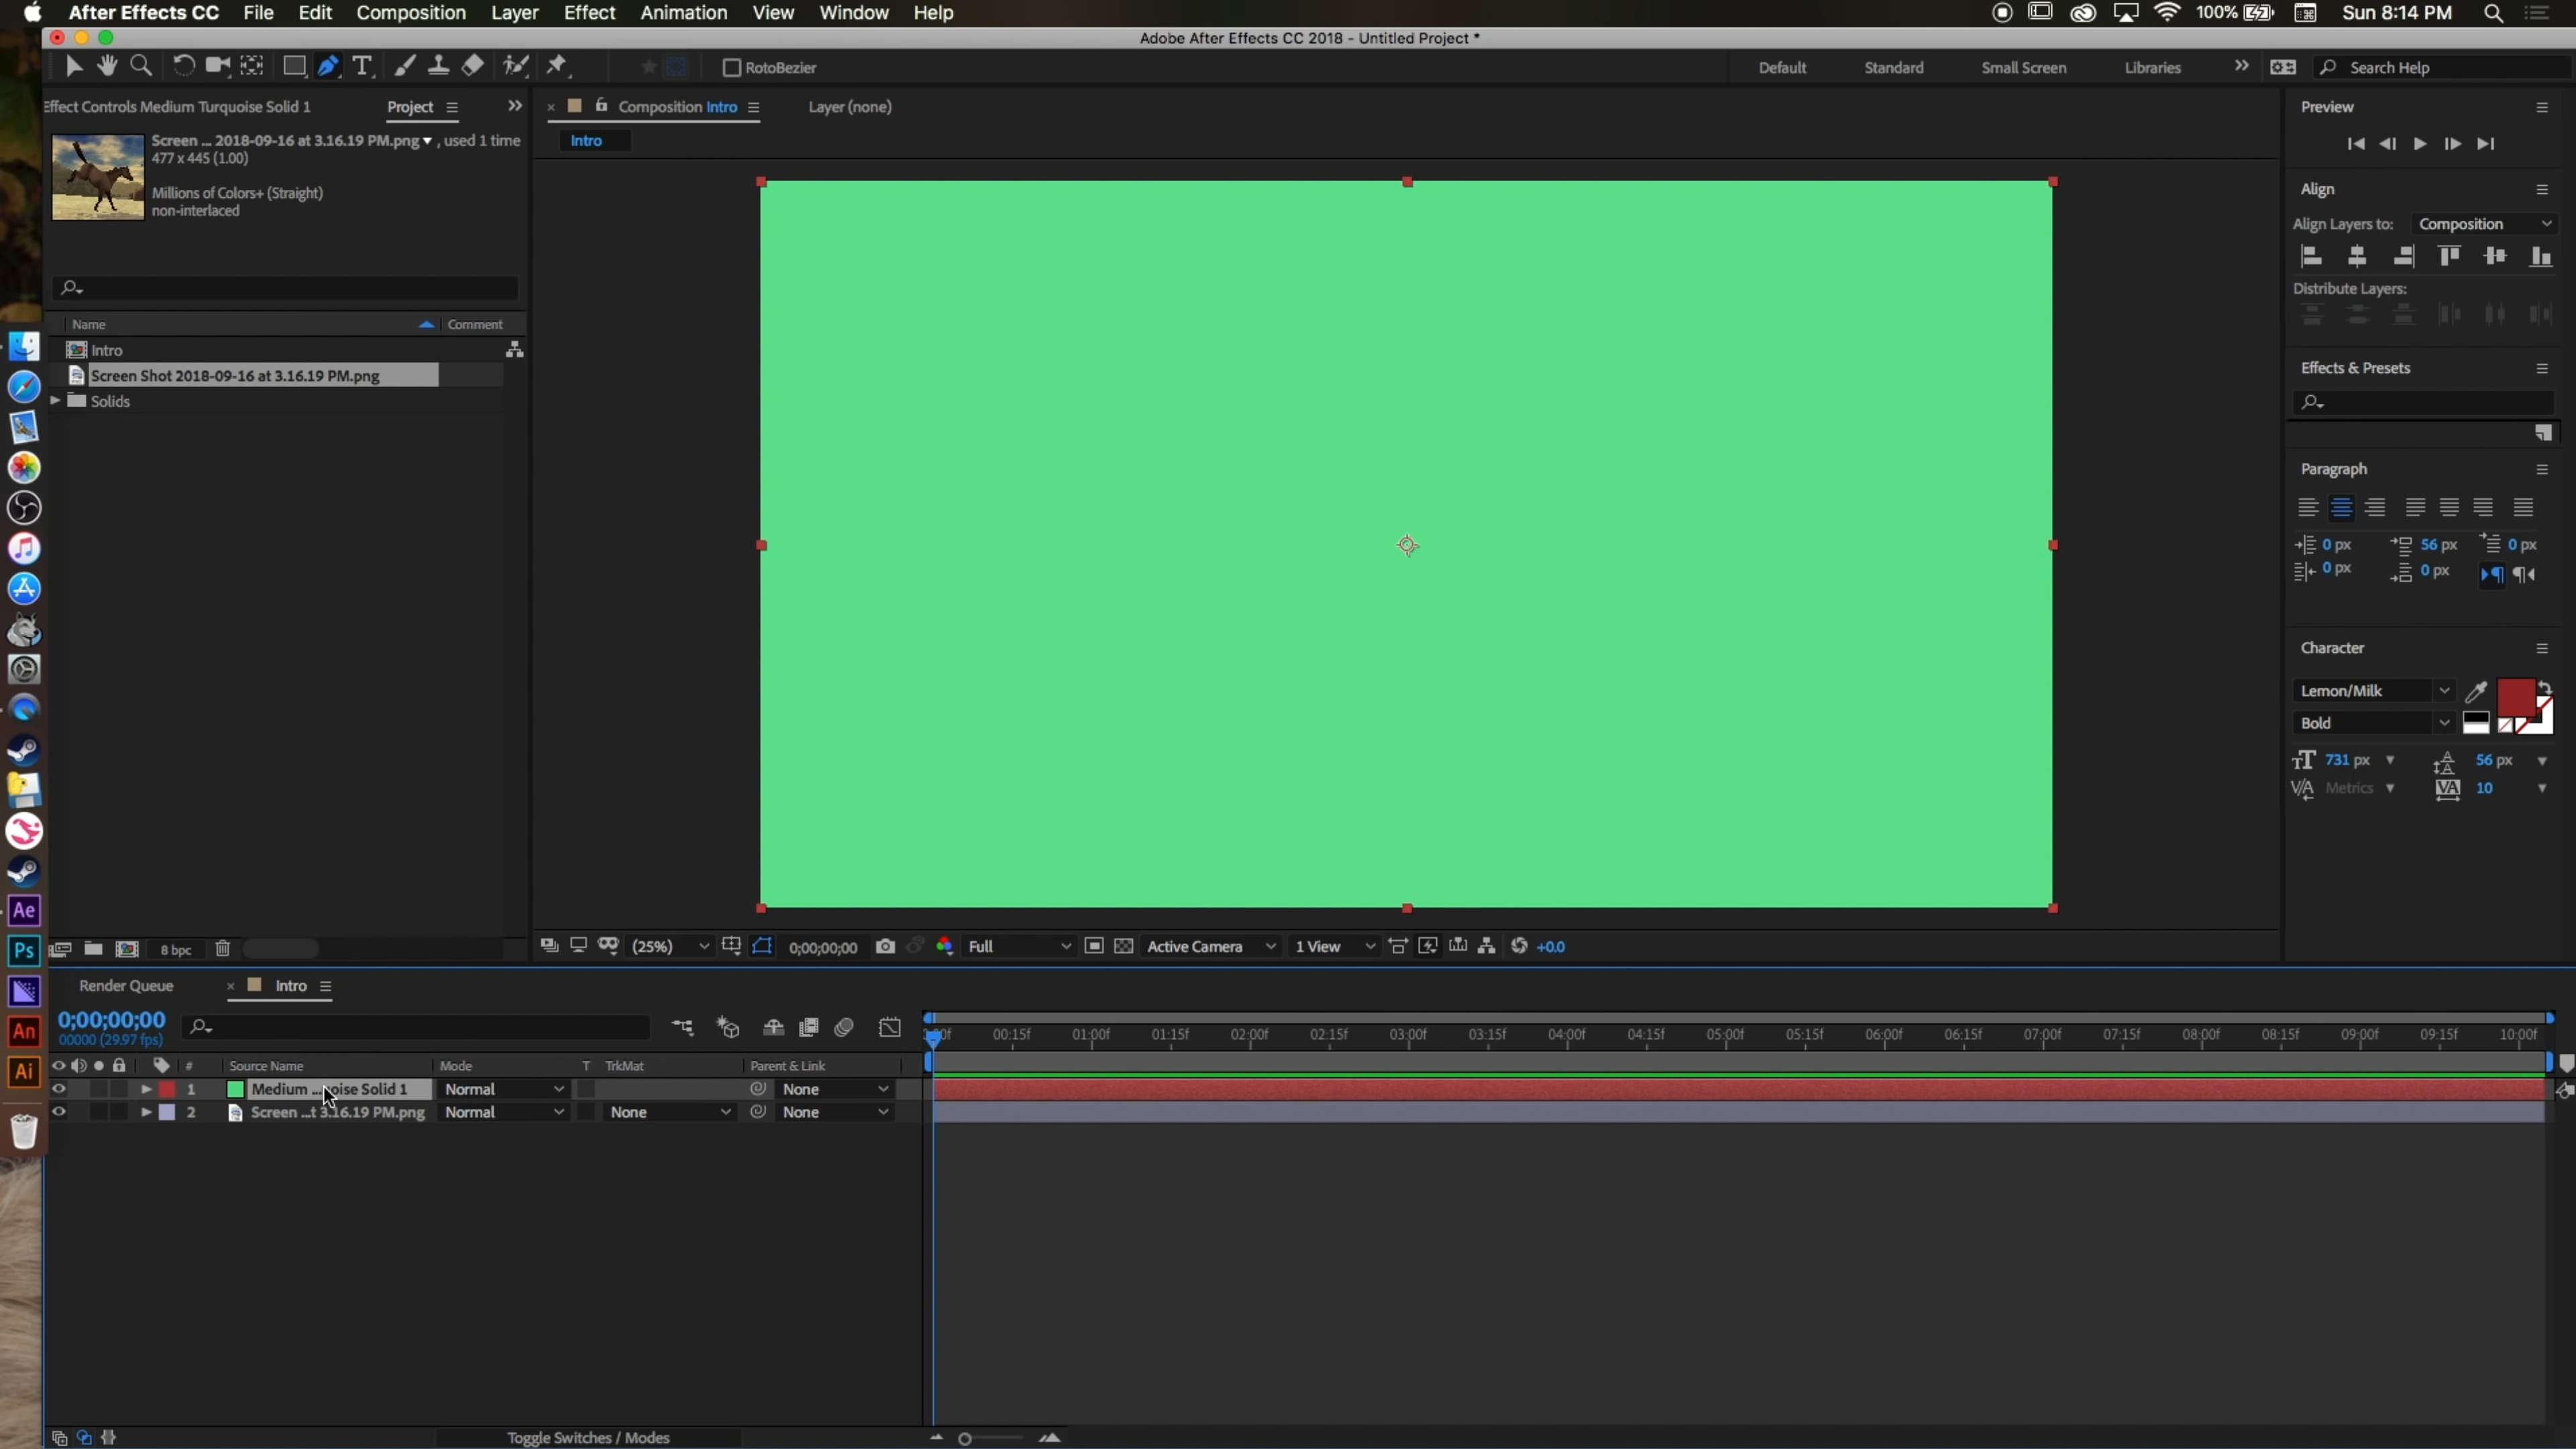 After Effects CC File Edit Composition Layer Effect Animation View Window Help 100% Sun 8:14 PM
Adobe After Effects CC 2018 - Untitled Project *
T RotoBezier Default Standard Small Screen Libraries Search Help
Effect Controls Medium Turquoise Solid 1 Project Composition Intro Layer (none) Preview
Screen ... 2018-09-16 at 3.16.19 PM.png , used 1 time
477 x 445 (1.00)
Millions of Colors+ (Straight)
non-interlaced
Intro
Align
Align Layers to: Composition
Distribute Layers:
Name Comment
Intro
Screen Shot 2018-09-16 at 3.16.19 PM.png
Solids
Effects & Presets
Paragraph
0 px 56 px 0 px
0 px 0 px
Character
Lemon/Milk
Bold
731 px 56 px
Metrics 10
8 bpc (25%) 0;00;00;00 Full Active Camera 1 View +0.0
Ae
Ps
An
Ai
Render Queue Intro
0;00;00;00
00000 (29.97 fps)
:00f 00:15f 01:00f 01:15f 02:00f 02:15f 03:00f 03:15f 04:00f 04:15f 05:00f 05:15f 06:00f 06:15f 07:00f 07:15f 08:00f 08:15f 09:00f 09:15f 10:00f
# Source Name Mode T TrkMat Parent & Link
1 Medium ...oise Solid 1 Normal None
2 Screen ...t 3.16.19 PM.png Normal None None
Toggle Switches / Modes